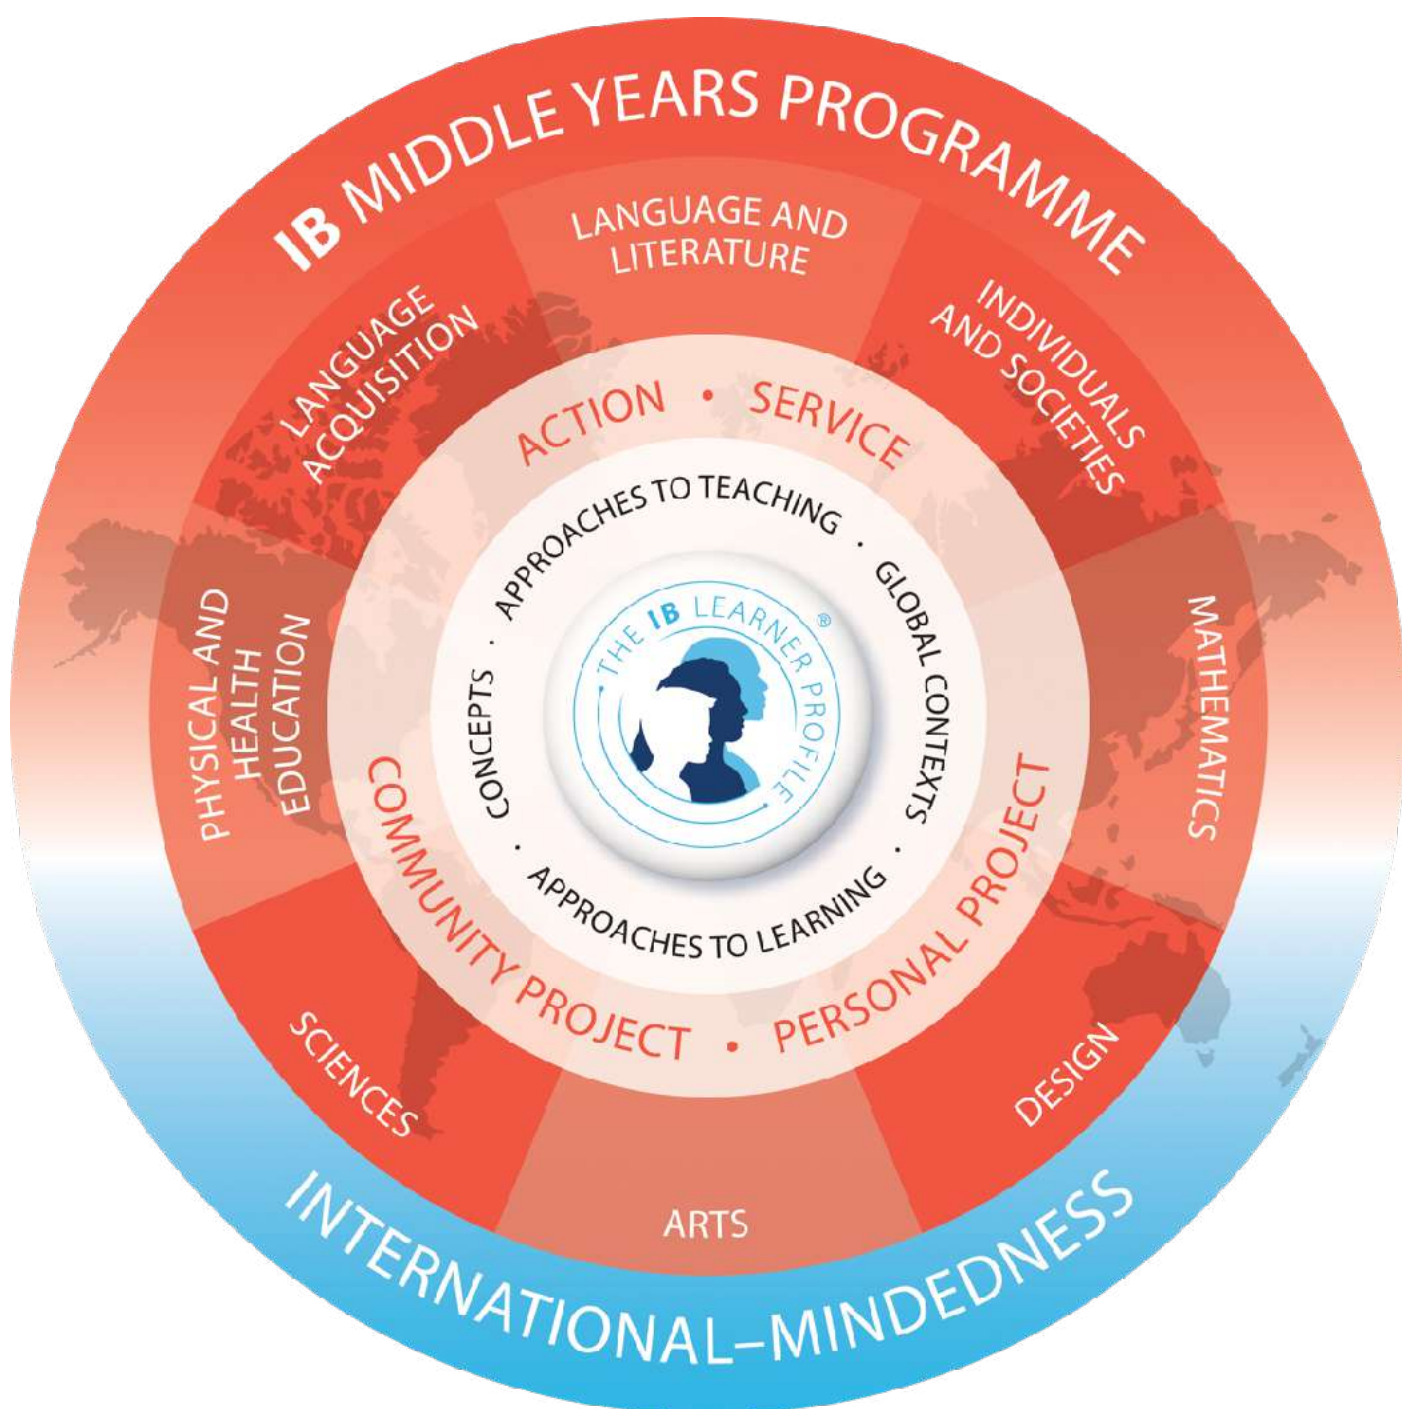 IB MIDDLE YEARS PROGRAMME
LANGUAGE AND
LITERATURE
INDIVIDUALS
AND SOCIETIES
MATHEMATICS
DESIGN
ARTS
SCIENCES
PHYSICAL AND
HEALTH
EDUCATION
LANGUAGE
ACQUISITION
ACTION • SERVICE
COMMUNITY PROJECT • PERSONAL PROJECT
APPROACHES TO TEACHING · GLOBAL CONTEXTS · APPROACHES TO LEARNING · CONCEPTS ·
• THE IB LEARNER PROFILE • ®
INTERNATIONAL–MINDEDNESS